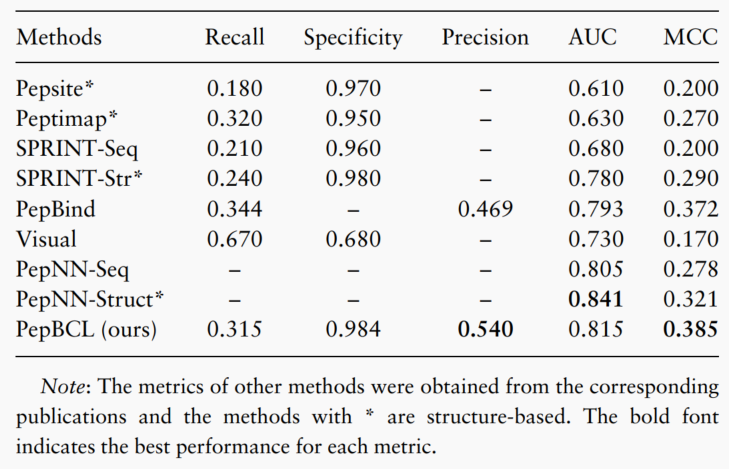 Methods Recall Specificity Precision AUC MCC
Pepsite* 0.180 0.970 – 0.610 0.200
Peptimap* 0.320 0.950 – 0.630 0.270
SPRINT-Seq 0.210 0.960 – 0.680 0.200
SPRINT-Str* 0.240 0.980 – 0.780 0.290
PepBind 0.344 – 0.469 0.793 0.372
Visual 0.670 0.680 – 0.730 0.170
PepNN-Seq – – – 0.805 0.278
PepNN-Struct* – – – 0.841 0.321
PepBCL (ours) 0.315 0.984 0.540 0.815 0.385
Note: The metrics of other methods were obtained from the corresponding
publications and the methods with * are structure-based. The bold font
indicates the best performance for each metric.